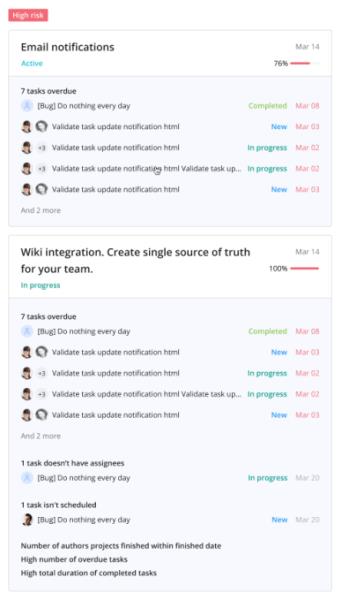 High risk
Email notifications Mar 14
Active 76%
7 tasks overdue
[Bug] Do nothing every day Completed Mar 08
Validate task update notification html New Mar 03
+3 Validate task update notification html In progress Mar 02
+3 Validate task update notification html Validate task up... In progress Mar 02
Validate task update notification html New Mar 03
And 2 more
Wiki integration. Create single source of truth Mar 14
for your team. 100%
In progress
7 tasks overdue
[Bug] Do nothing every day Completed Mar 08
Validate task update notification html New Mar 03
+3 Validate task update notification html In progress Mar 02
+3 Validate task update notification html Validate task up... In progress Mar 02
Validate task update notification html New Mar 03
And 2 more
1 task doesn't have assignees
[Bug] Do nothing every day In progress Mar 20
1 task isn't scheduled
[Bug] Do nothing every day New Mar 20
Number of authors projects finished within finished date
High number of overdue tasks
High total duration of completed tasks